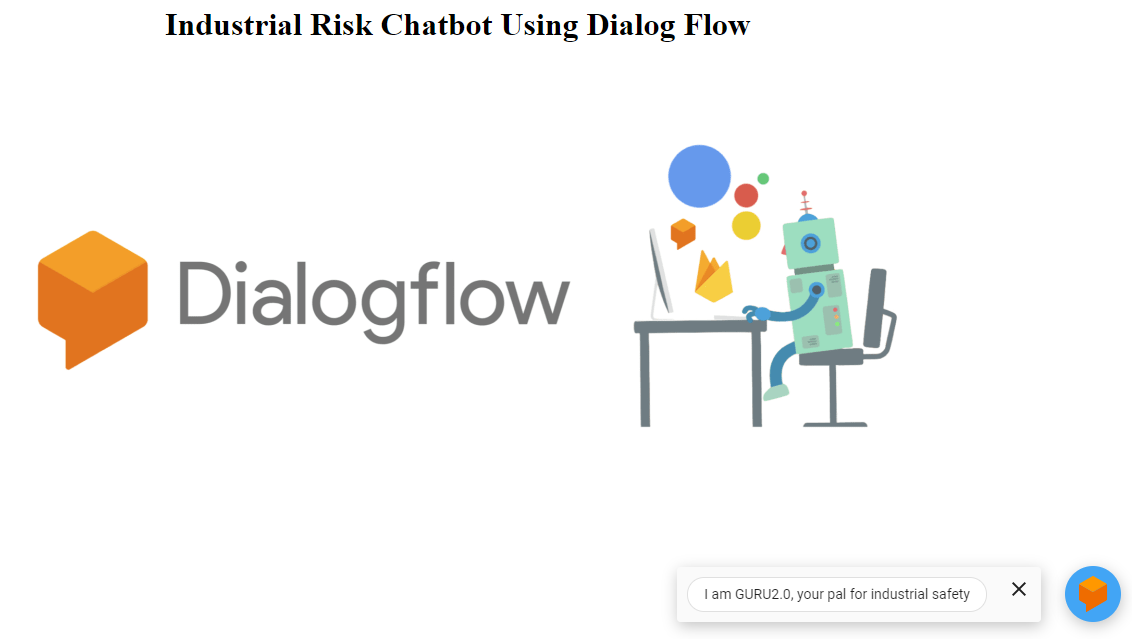 Industrial Risk Chatbot Using Dialog Flow
Dialogflow
I am GURU2.0, your pal for industrial safety